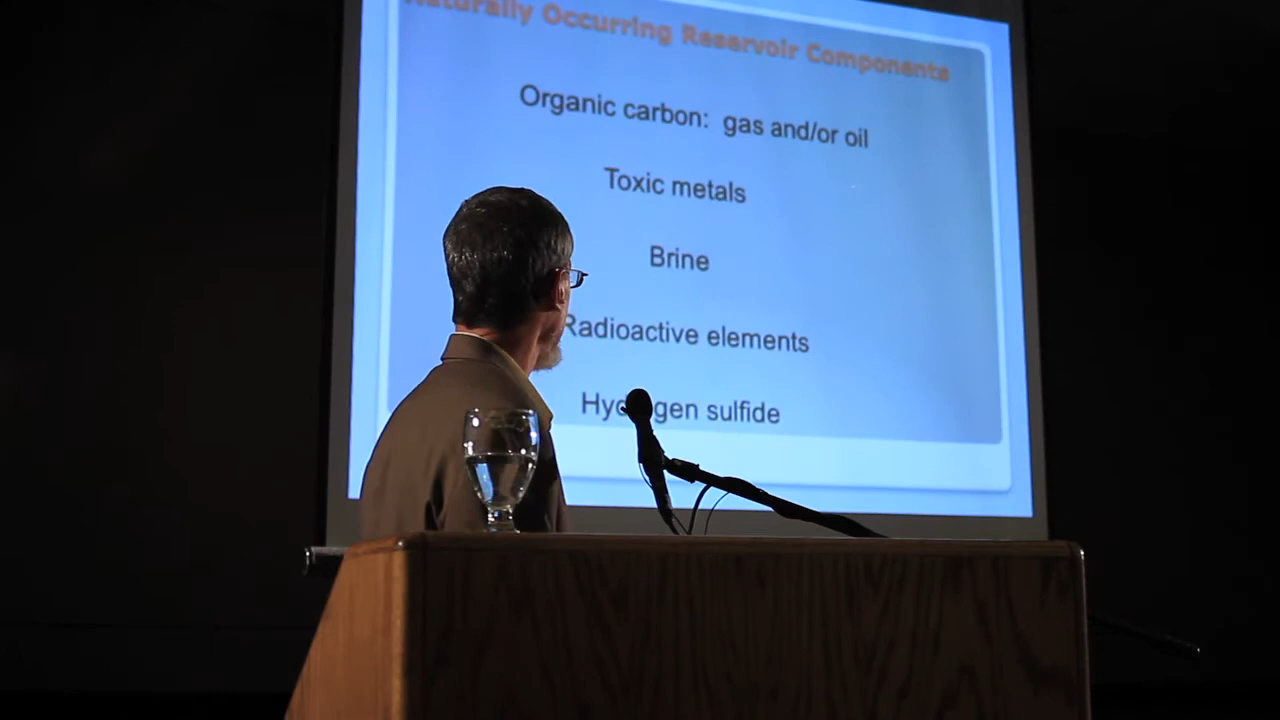 Naturally Occurring Reservoir Components
Organic carbon: gas and/or oil
Toxic metals
Brine
Radioactive elements
Hydrogen sulfide